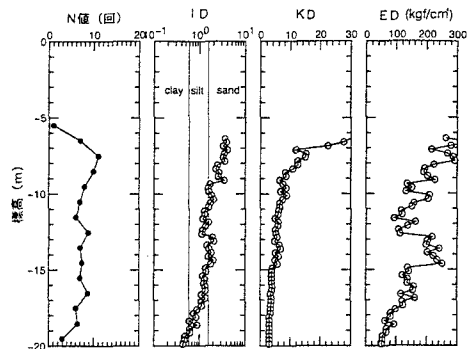 N値 (回) ID KD ED (kgf/cm²)
0 10 20 10⁻¹ 10⁰ 10¹ 0 10 20 30 0 100 200 300
0
clay silt sand
-5
-10
-15
-20
標高 (m)